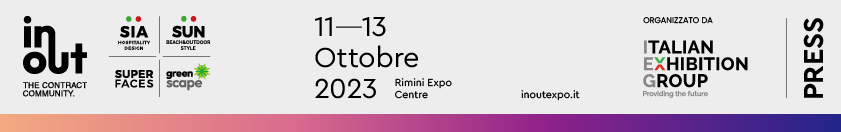 in
out
THE CONTRACT
COMMUNITY.
SIA
HOSPITALITY
DESIGN
SUN
BEACH&OUTDOOR
STYLE
SUPER
FACES
green
scape
11—13
Ottobre
2023
Rimini Expo
Centre
inoutexpo.it
ORGANIZZATO DA
ITALIAN
EXHIBITION
GROUP
Providing the future
PRESS